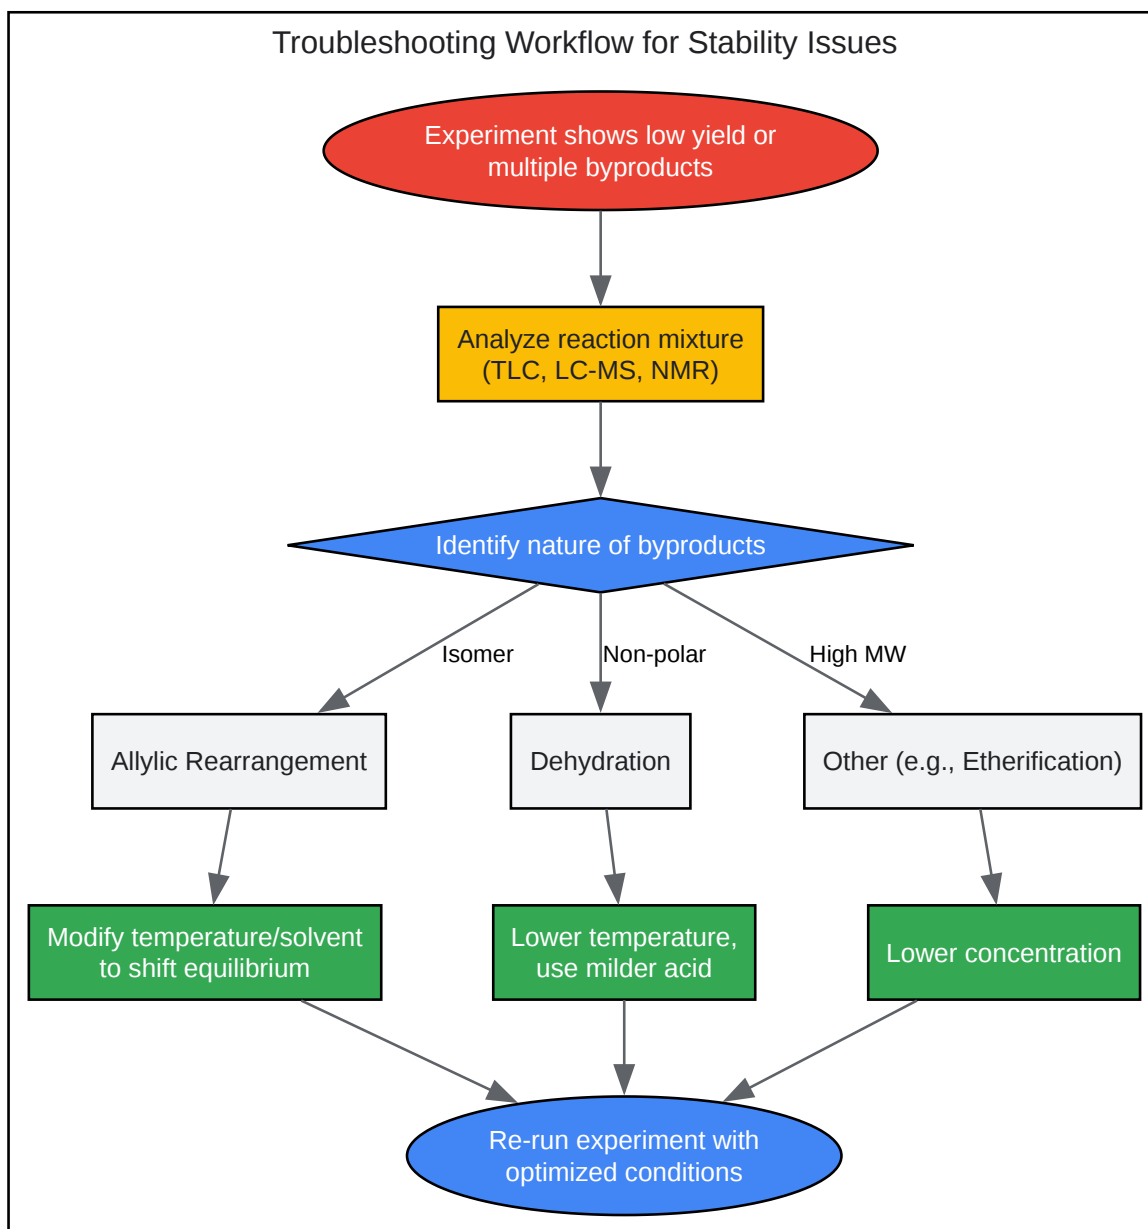 Troubleshooting Workflow for Stability Issues
Experiment shows low yield or
multiple byproducts
Analyze reaction mixture
(TLC, LC-MS, NMR)
Identify nature of byproducts
Isomer
Non-polar
High MW
Allylic Rearrangement
Dehydration
Other (e.g., Etherification)
Modify temperature/solvent
to shift equilibrium
Lower temperature,
use milder acid
Lower concentration
Re-run experiment with
optimized conditions